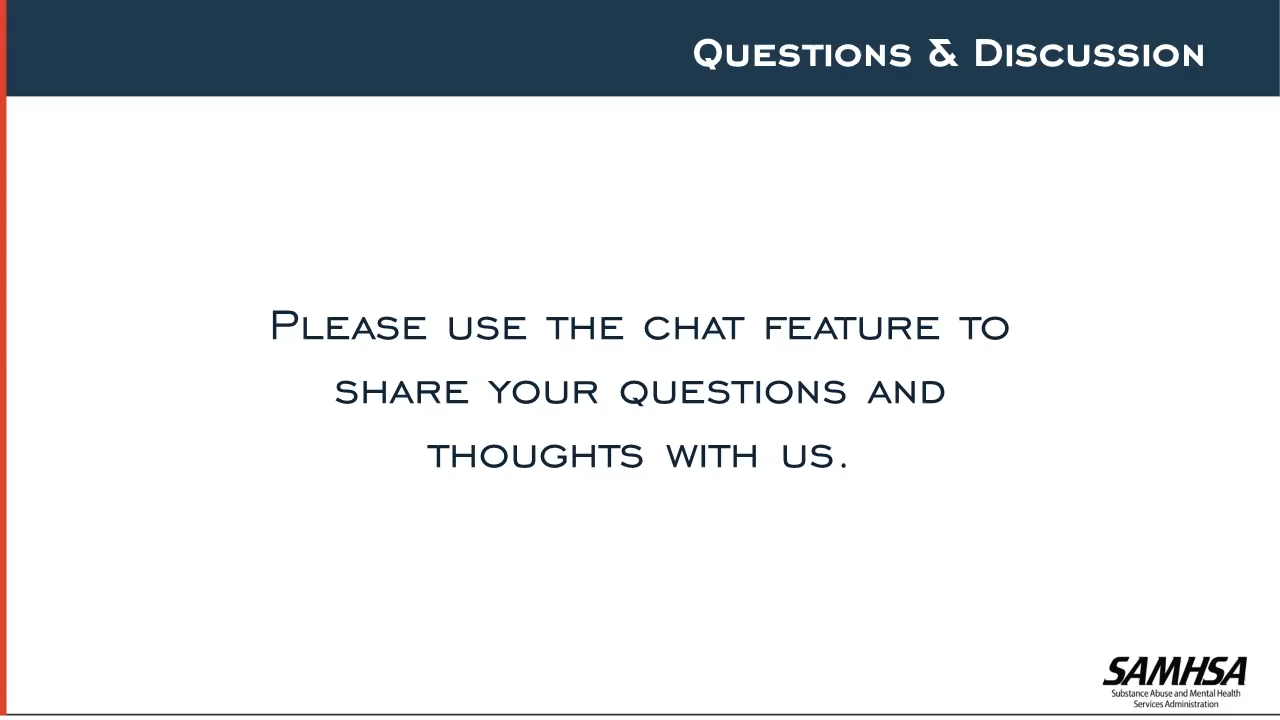 Questions & Discussion
Please use the chat feature to
share your questions and
thoughts with us.
SAMHSA
Substance Abuse and Mental Health
Services Administration